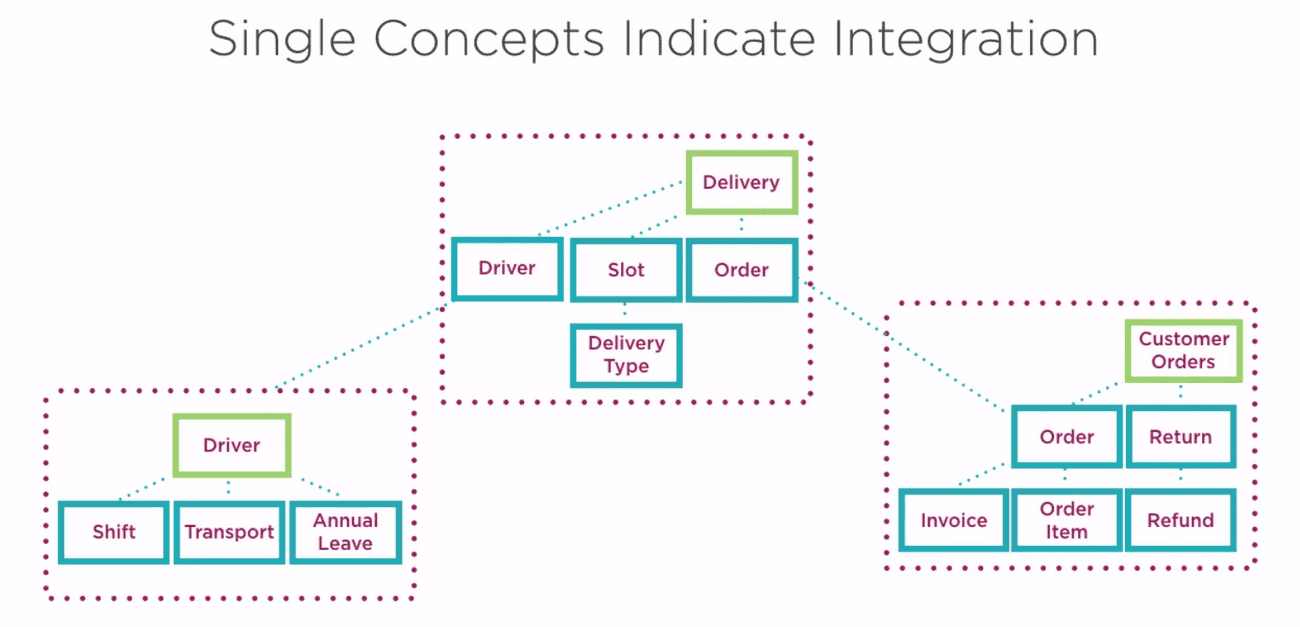 Single Concepts Indicate Integration
Delivery
Driver
Slot
Order
Delivery
Type
Driver
Shift
Transport
Annual
Leave
Customer
Orders
Order
Return
Invoice
Order
Item
Refund